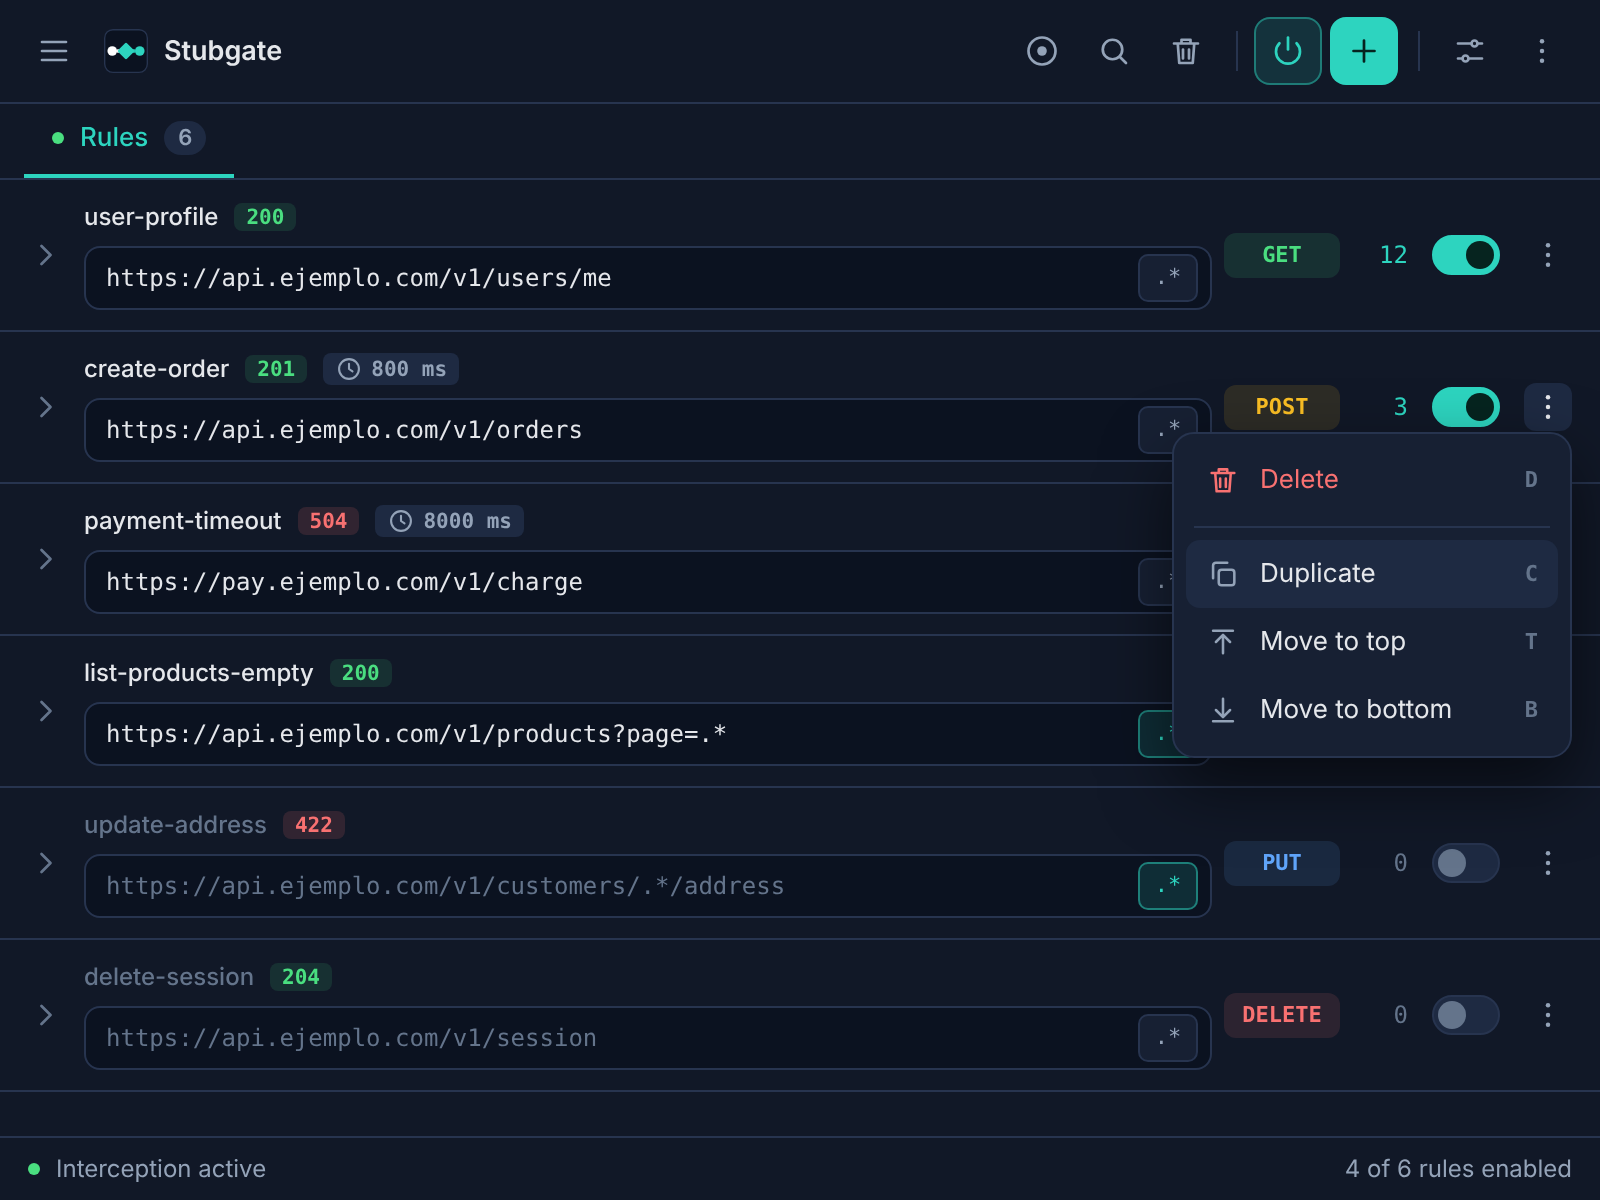 Stubgate
Rules 6
user-profile 200
https://api.ejemplo.com/v1/users/me .* GET 12
create-order 201 800 ms
https://api.ejemplo.com/v1/orders .* POST 3
Delete D
payment-timeout 504 8000 ms
https://pay.ejemplo.com/v1/charge
Duplicate C
Move to top T
Move to bottom B
list-products-empty 200
https://api.ejemplo.com/v1/products?page=.*
update-address 422
https://api.ejemplo.com/v1/customers/.*/address .* PUT 0
delete-session 204
https://api.ejemplo.com/v1/session .* DELETE 0
Interception active 4 of 6 rules enabled